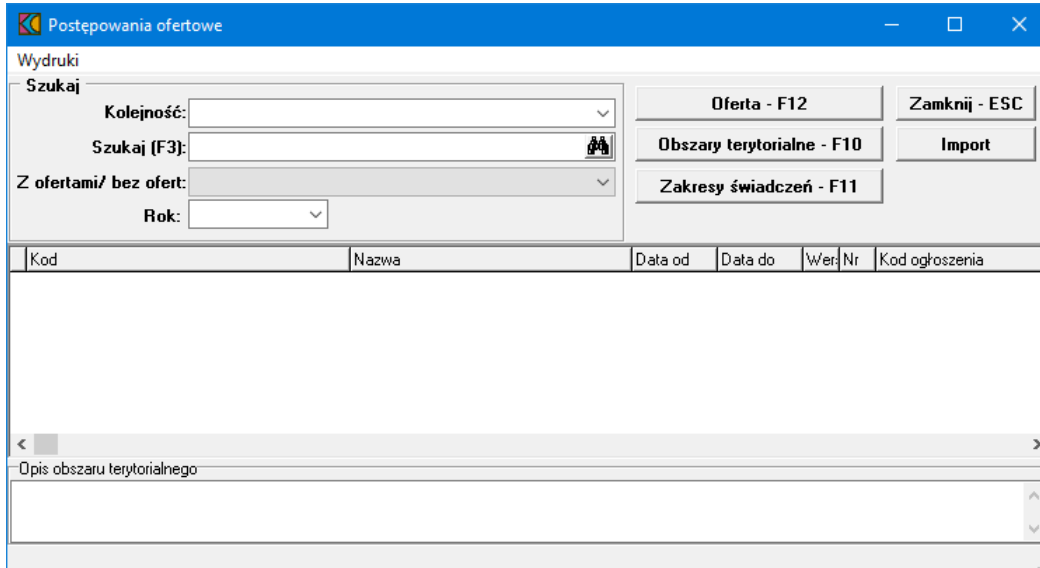 Postępowania ofertowe
Wydruki
Szukaj
Kolejność:
Szukaj (F3):
Z ofertami/ bez ofert:
Rok:
Oferta - F12
Zamknij - ESC
Obszary terytorialne - F10
Import
Zakresy świadczeń - F11
Kod Nazwa Data od Data do Wer Nr Kod ogłoszenia
Opis obszaru terytorialnego